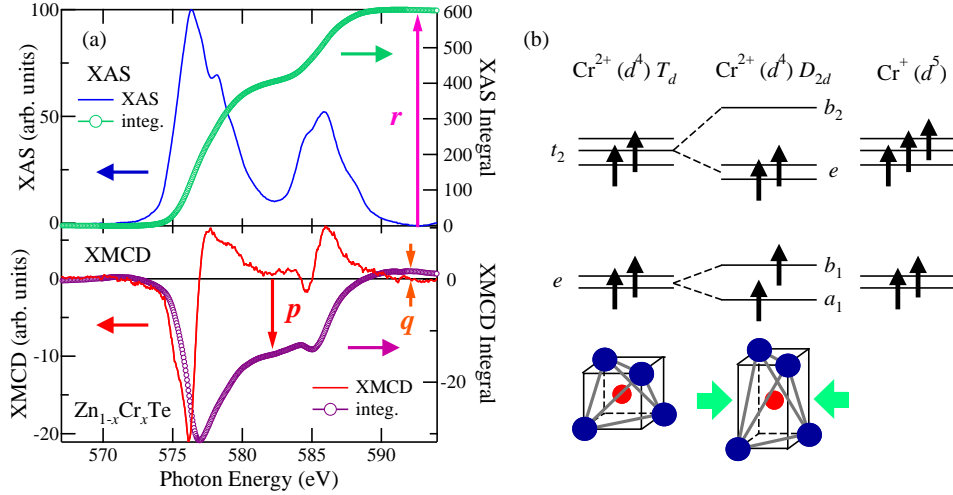 (a)
XAS
XAS
integ.
r
100
50
0
XAS (arb. units)
600
500
400
300
200
100
0
XAS Integral
XMCD
p
q
XMCD
integ.
Zn1-xCrxTe
0
-10
-20
XMCD (arb. units)
0
-20
XMCD Integral
570 575 580 585 590
Photon Energy (eV)
(b)
Cr2+ (d4) Td Cr2+ (d4) D2d Cr+ (d5)
b2
t2
e
e
b1
a1